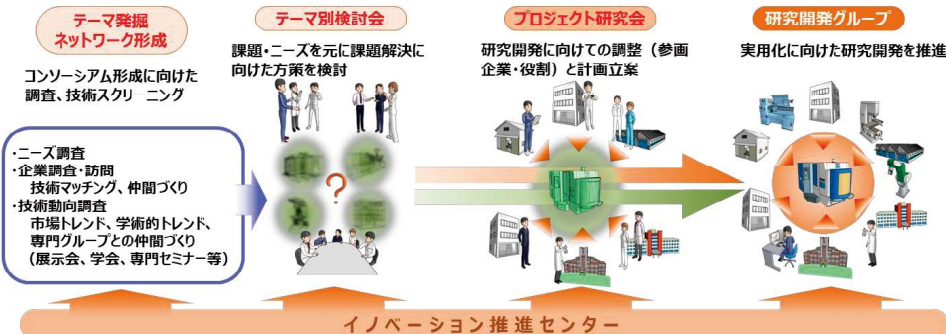 テーマ発掘
ネットワーク形成
コンソーシアム形成に向けた
調査、技術スクリーニング
・ニーズ調査
・企業調査・訪問
技術マッチング、仲間づくり
・技術動向調査
市場トレンド、学術的トレンド、
専門グループとの仲間づくり
(展示会、学会、専門セミナー等)
テーマ別検討会
課題・ニーズを元に課題解決に
向けた方策を検討
?
プロジェクト研究会
研究開発に向けての調整（参画
企業・役割）と計画立案
研究開発グループ
実用化に向けた研究開発を推進
イノベーション推進センター